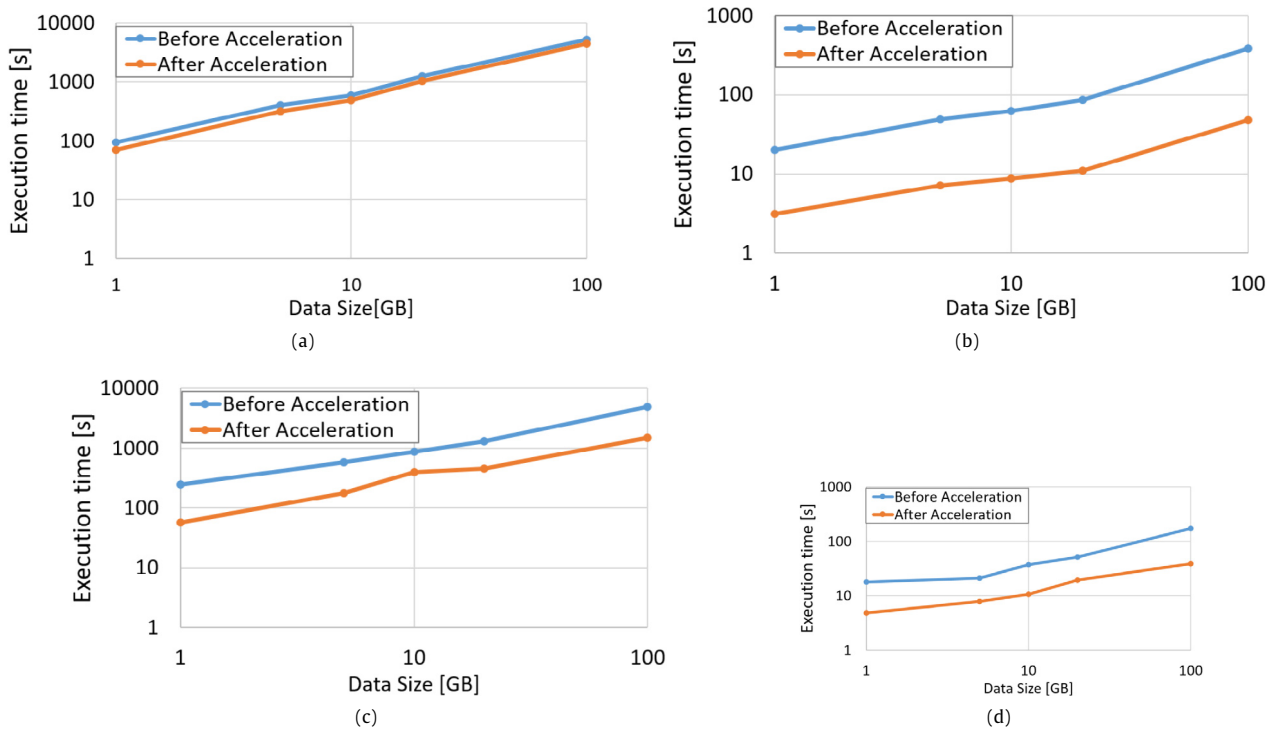 10000
1000
100
10
1
Execution time [s]
Before Acceleration
After Acceleration
1
10
100
Data Size[GB]
(a)
1000
100
10
1
Execution time [s]
Before Acceleration
After Acceleration
1
10
100
Data Size [GB]
(b)
10000
1000
100
10
1
Execution time [s]
Before Acceleration
After Acceleration
1
10
100
Data Size [GB]
(c)
1000
100
10
1
Execution time [s]
Before Acceleration
After Acceleration
1
10
100
Data Size [GB]
(d)